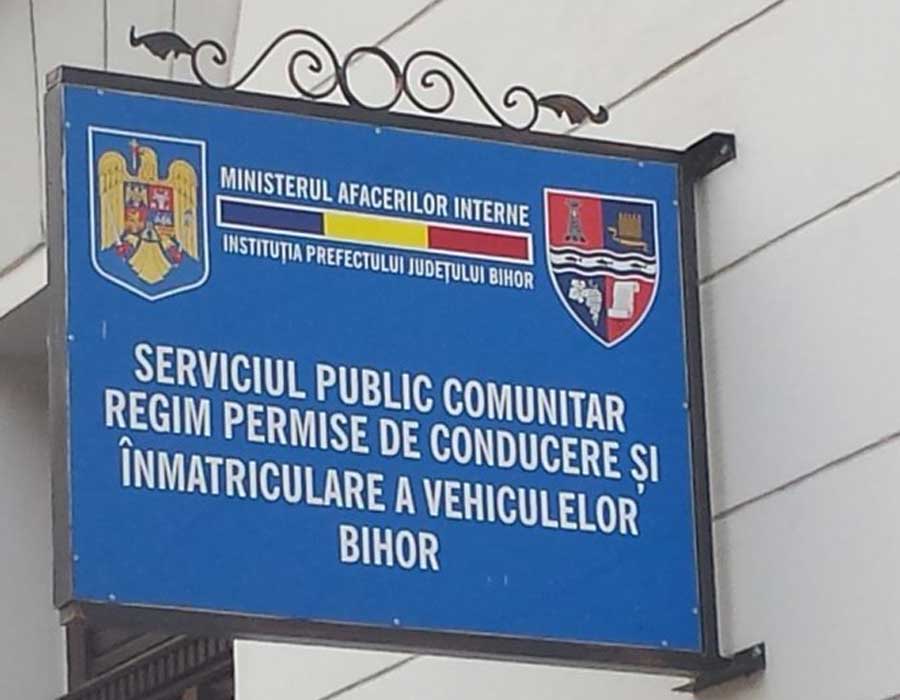 MINISTERUL AFACERILOR INTERNE
INSTITUȚIA PREFECTULUI JUDEȚULUI BIHOR
SERVICIUL PUBLIC COMUNITAR
REGIM PERMISE DE CONDUCERE ȘI
ÎNMATRICULARE A VEHICULELOR
BIHOR